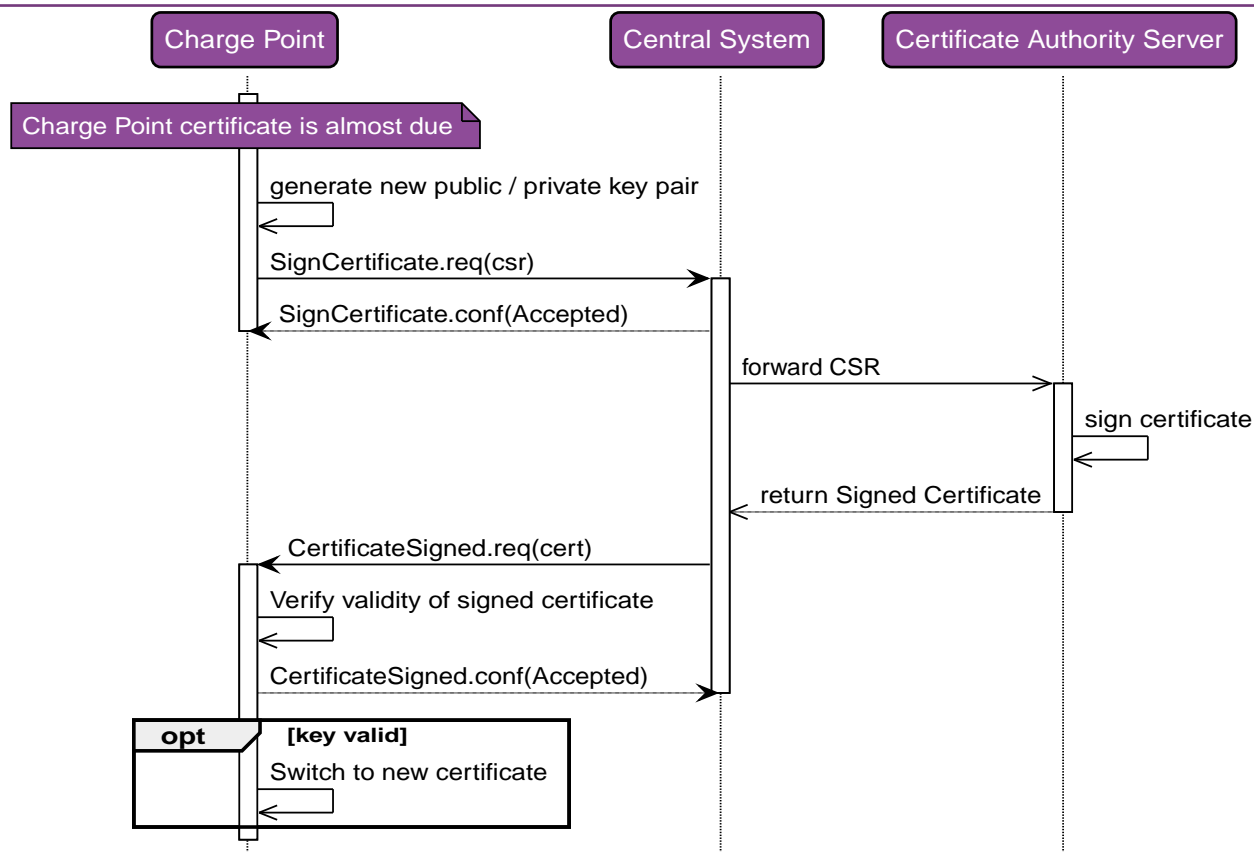 Charge Point
Central System
Certificate Authority Server
Charge Point certificate is almost due
generate new public / private key pair
SignCertificate.req(csr)
SignCertificate.conf(Accepted)
forward CSR
sign certificate
return Signed Certificate
CertificateSigned.req(cert)
Verify validity of signed certificate
CertificateSigned.conf(Accepted)
opt
[key valid]
Switch to new certificate